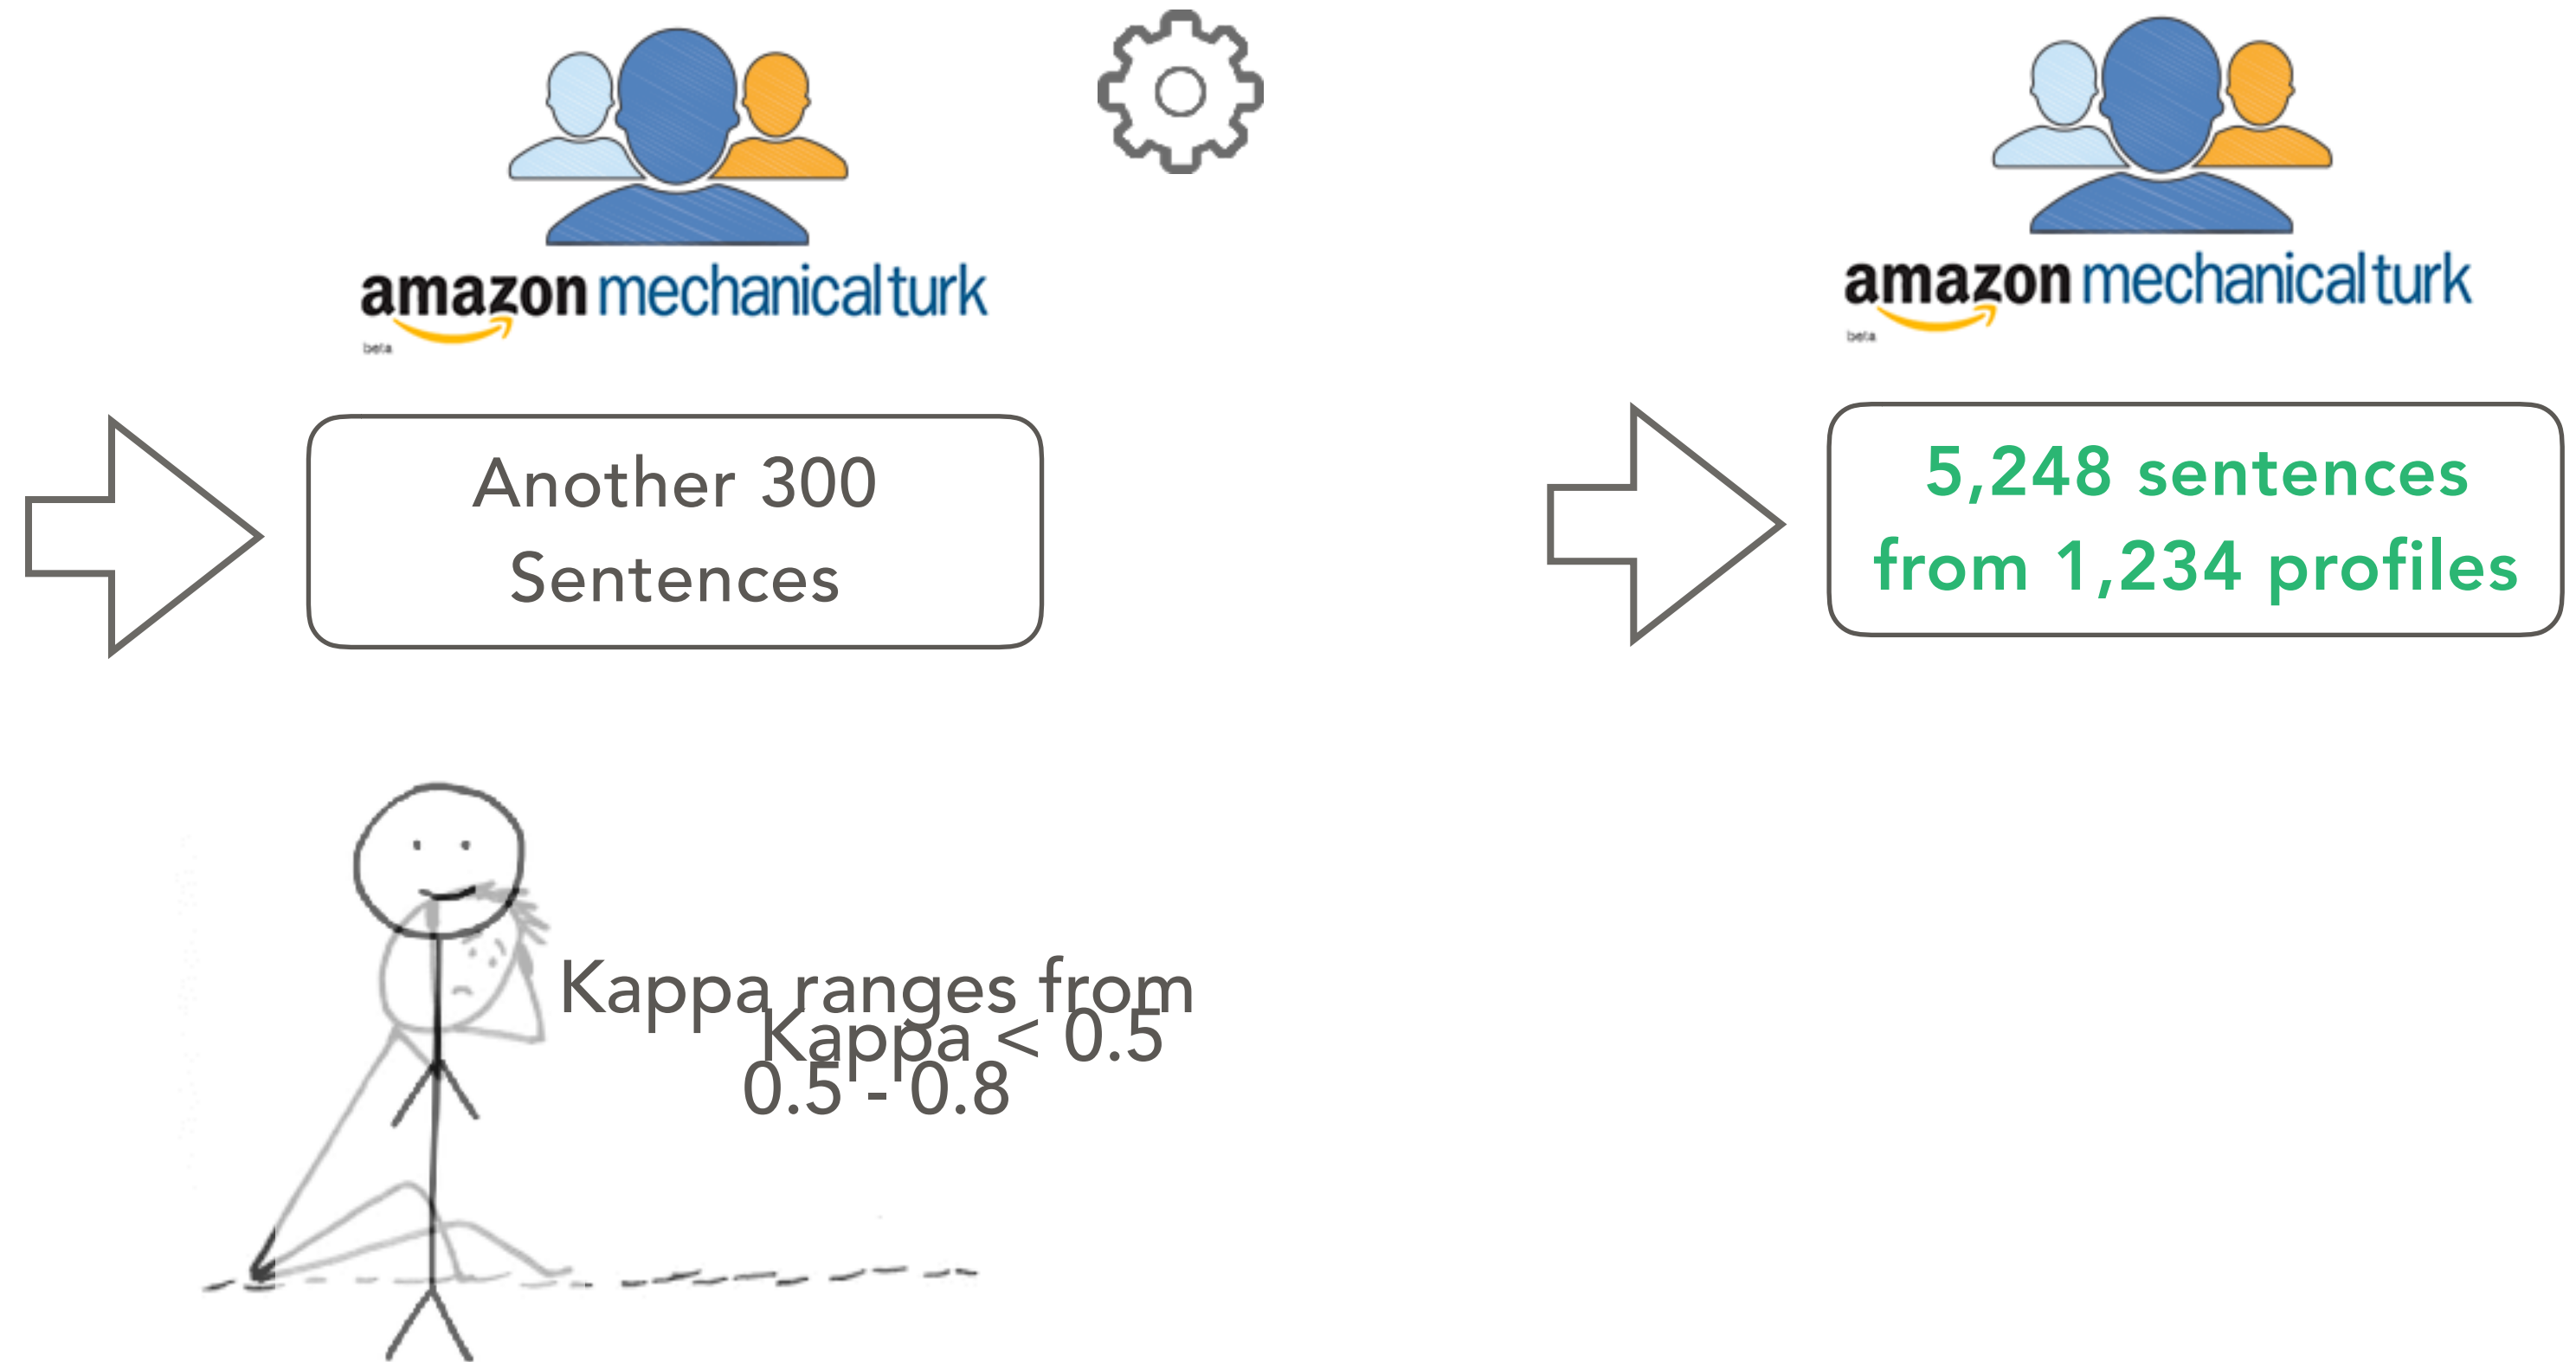 amazon mechanical turk
beta
Another 300
Sentences
Kappa ranges from
0.5 - 0.8
Kappa < 0.5
amazon mechanical turk
beta
5,248 sentences
from 1,234 profiles